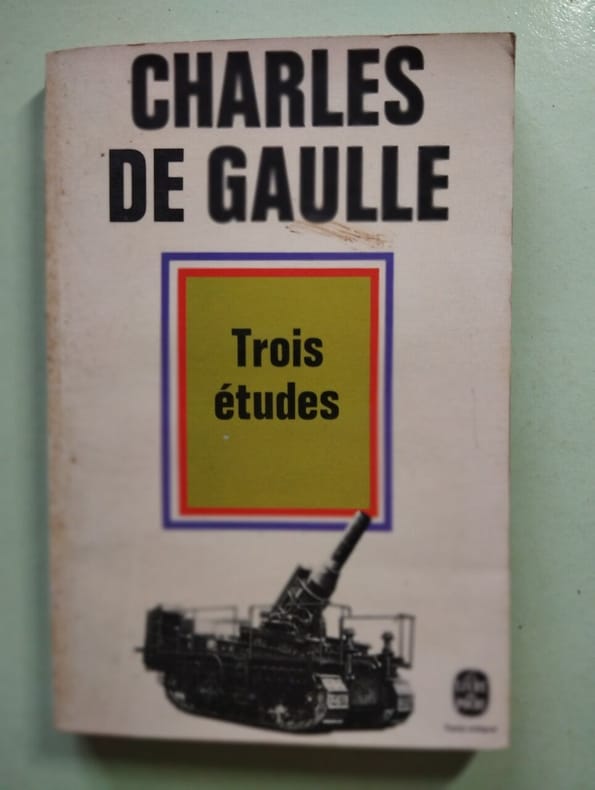 CHARLES
DE GAULLE
Trois
études